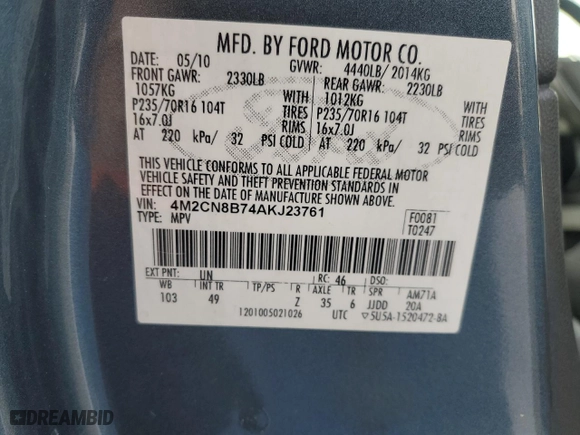 MFD. BY FORD MOTOR CO.
DATE: 05/10 GVWR: 4440LB/ 2014KG
FRONT GAWR: 2330LB REAR GAWR: 2230LB
1057KG WITH 1012KG WITH
P235/70R16 104T TIRES P235/70R16 104T TIRES
16x7.0J RIMS 16x7.0J RIMS
AT 220 kPa/ 32 PSI COLD AT 220 kPa/ 32 PSI COLD
THIS VEHICLE CONFORMS TO ALL APPLICABLE FEDERAL MOTOR
VEHICLE SAFETY AND THEFT PREVENTION STANDARDS IN
EFFECT ON THE DATE OF MANUFACTURE SHOWN ABOVE.
VIN: 4M2CN8B74AKJ23761
TYPE: MPV
F0081
T0247
EXT PNT: UN RC: 46 DSO:
WB INT TR TP/PS R AXLE TR SPR AM71A
103 49 Z 35 6 JJDD 20A
1201005021026 UTC ▽5U5A-1520472-BA
DREAMBID